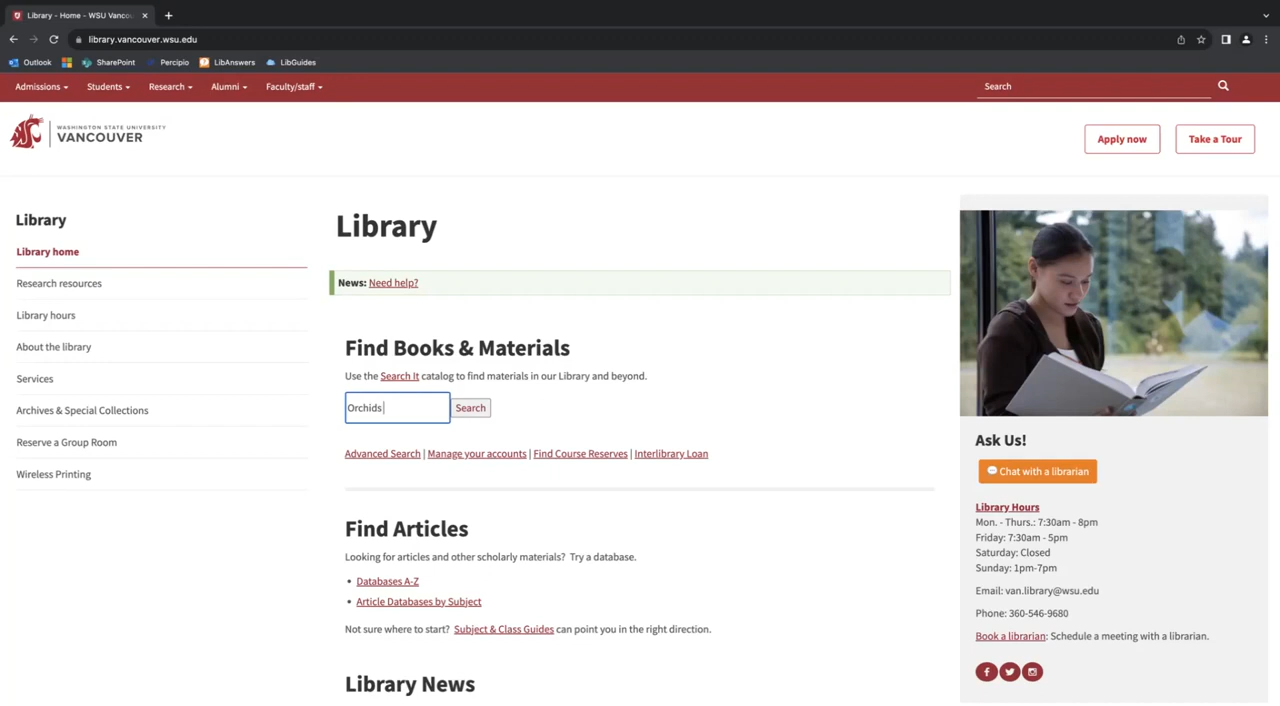 Library - Home - WSU Vancou
library.vancouver.wsu.edu
Outlook SharePoint Percipio LibAnswers LibGuides
Admissions Students Research Alumni Faculty/staff Search
WASHINGTON STATE UNIVERSITY
VANCOUVER
Apply now Take a Tour
Library
Library home
Research resources
Library hours
About the library
Services
Archives & Special Collections
Reserve a Group Room
Wireless Printing
Library
News: Need help?
Find Books & Materials
Use the Search It catalog to find materials in our Library and beyond.
Orchids Search
Advanced Search | Manage your accounts | Find Course Reserves | Interlibrary Loan
Find Articles
Looking for articles and other scholarly materials? Try a database.
• Databases A-Z
• Article Databases by Subject
Not sure where to start? Subject & Class Guides can point you in the right direction.
Library News
Ask Us!
Chat with a librarian
Library Hours
Mon. - Thurs.: 7:30am - 8pm
Friday: 7:30am - 5pm
Saturday: Closed
Sunday: 1pm-7pm
Email: van.library@wsu.edu
Phone: 360-546-9680
Book a librarian: Schedule a meeting with a librarian.